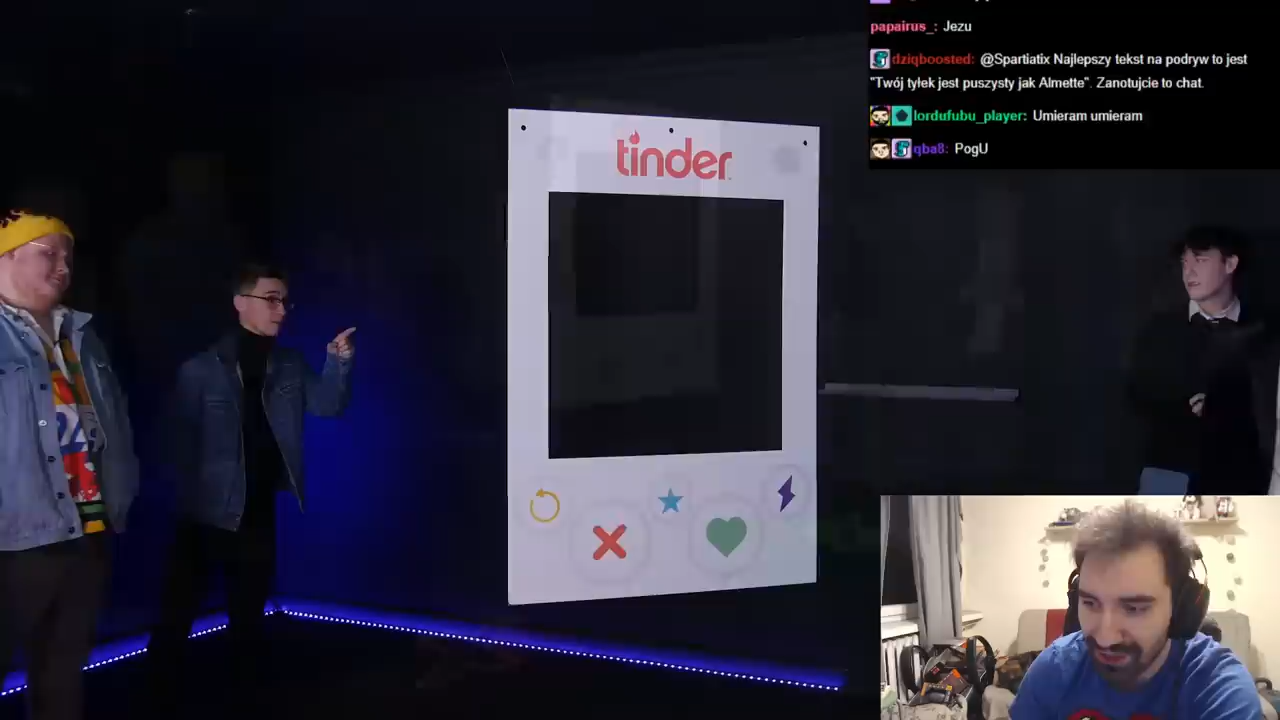 papairus_: Jezu
dziqboosted: @Spartiatix Najlepszy tekst na podryw to jest
"Twój tyłek jest puszysty jak Almette". Zanotujcie to chat.
lordufubu_player: Umieram umieram
qba8: PogU
tinder